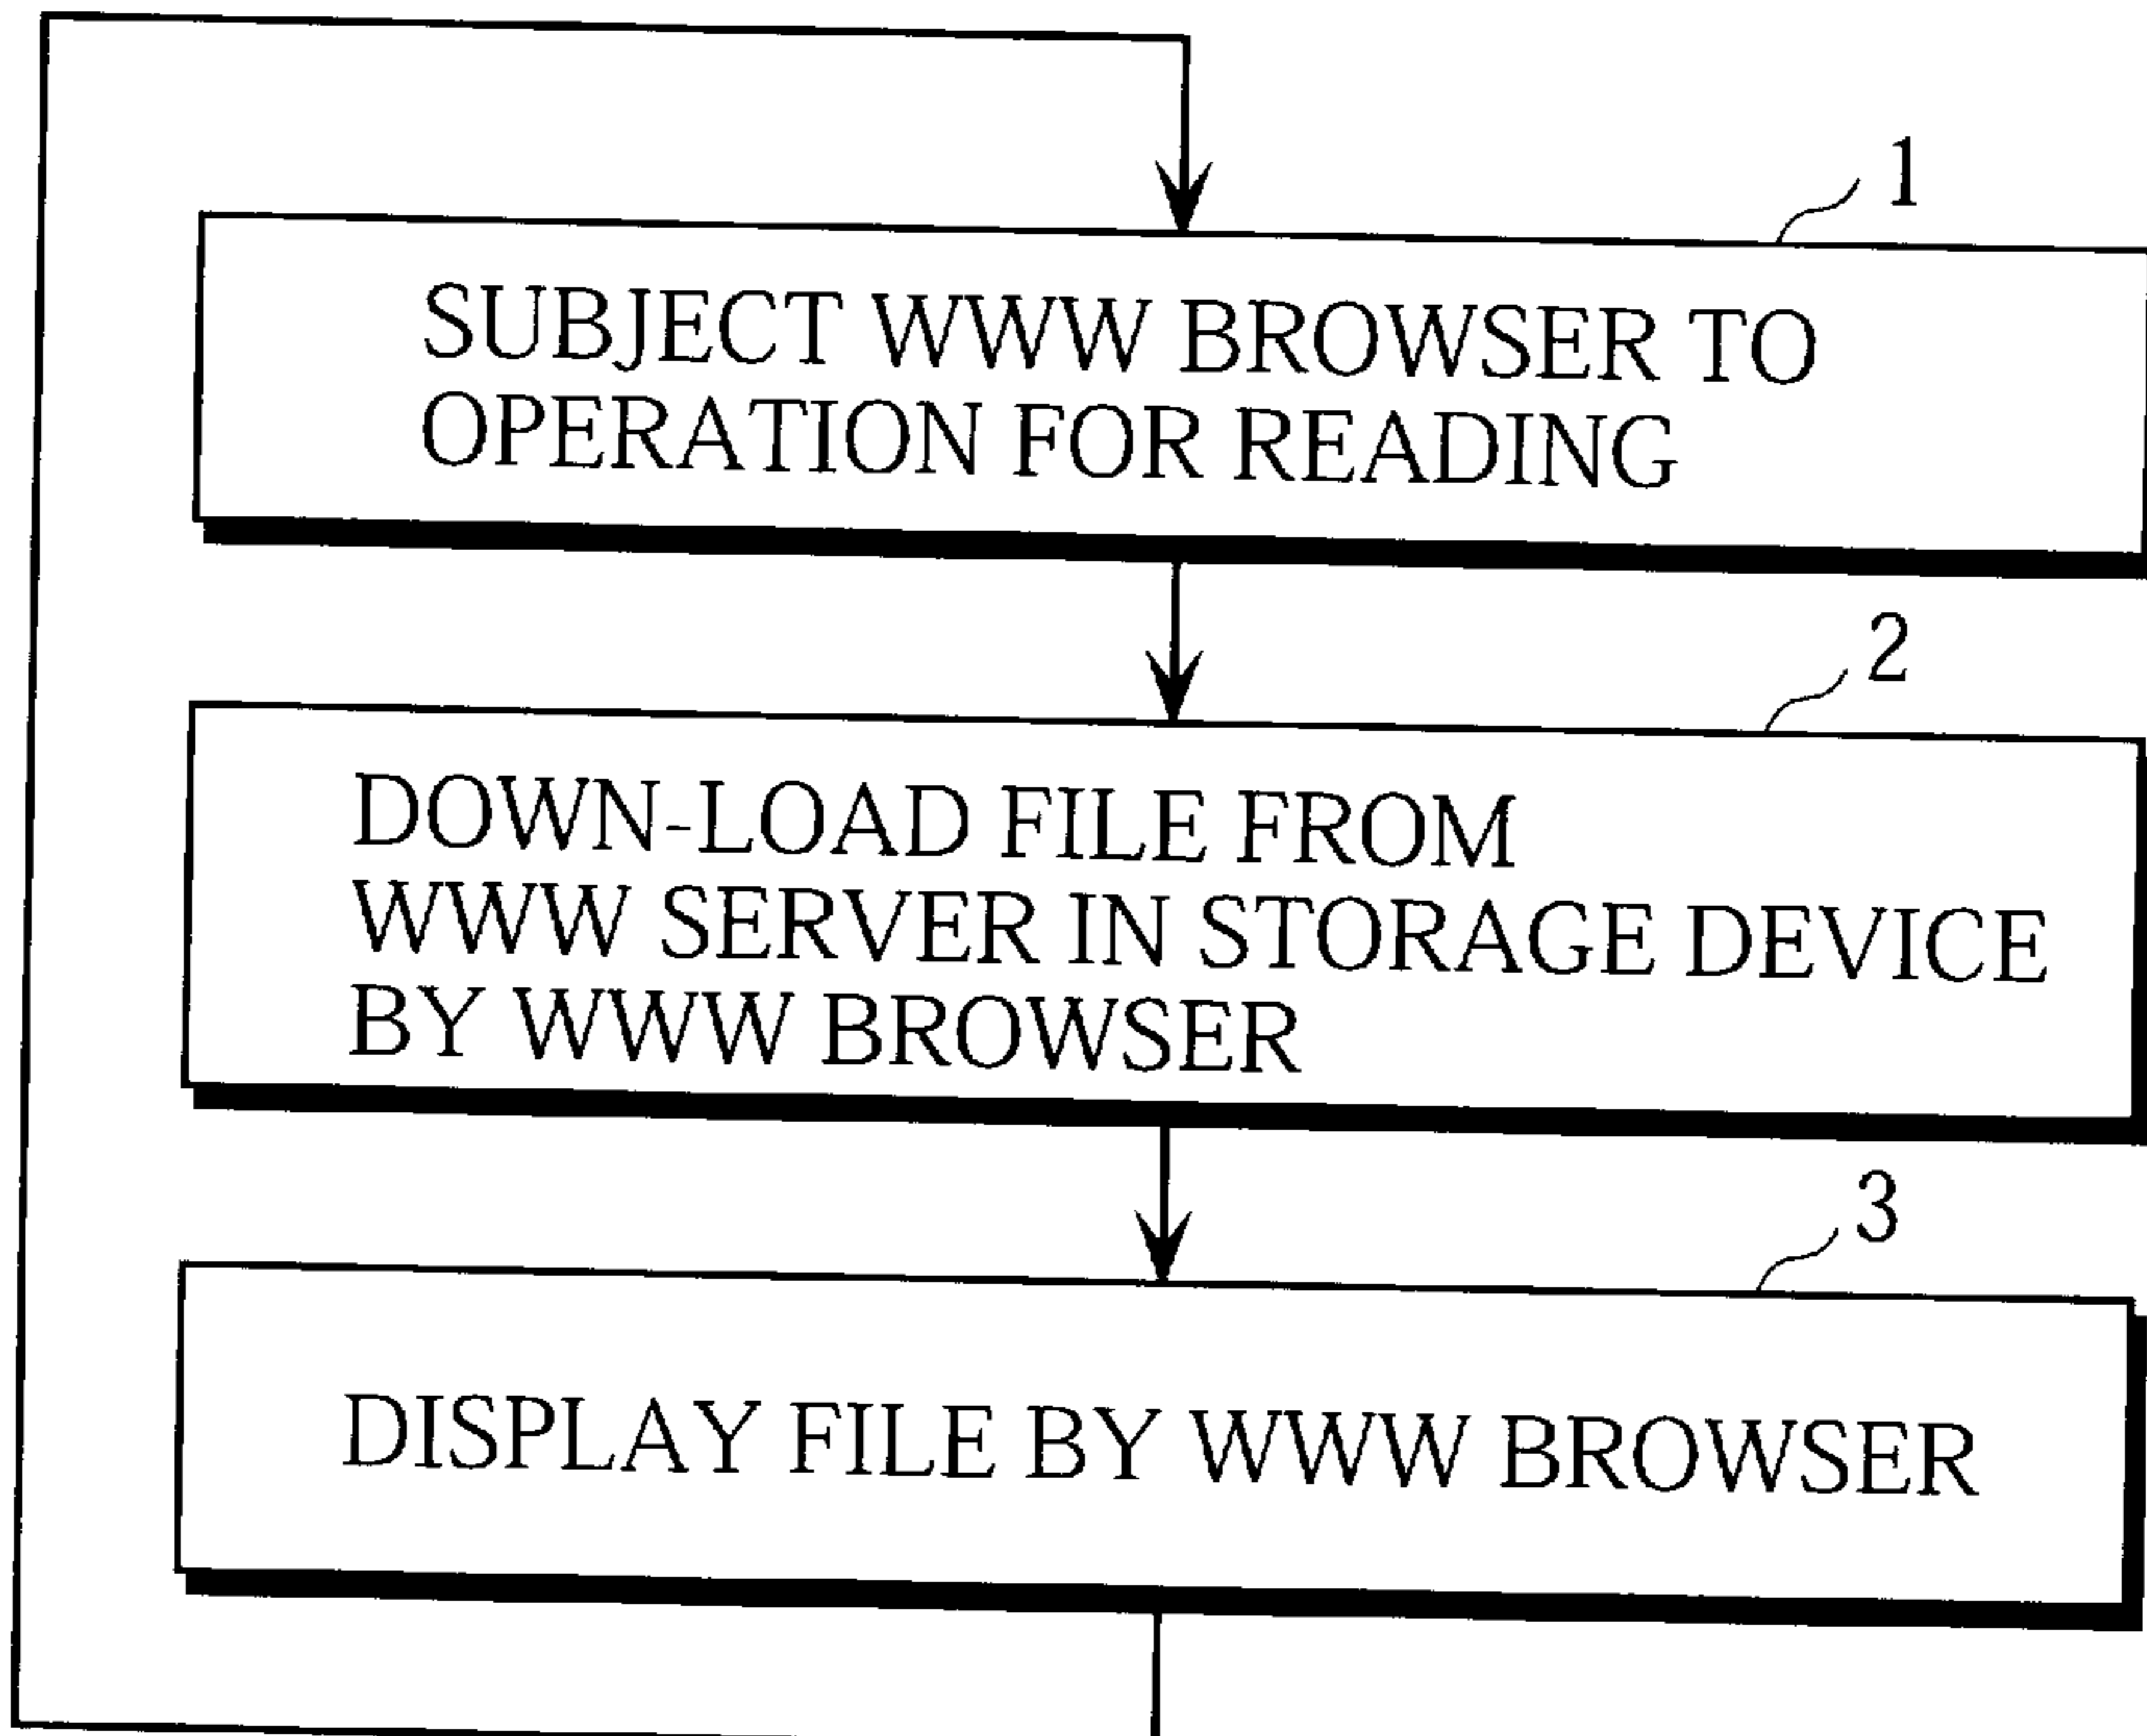 1
SUBJECT WWW BROWSER TO
OPERATION FOR READING
2
DOWN-LOAD FILE FROM
WWW SERVER IN STORAGE DEVICE
BY WWW BROWSER
3
DISPLAY FILE BY WWW BROWSER